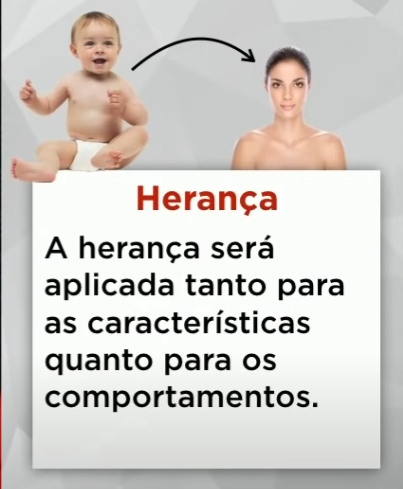 Herança
A herança será
aplicada tanto para
as características
quanto para os
comportamentos.